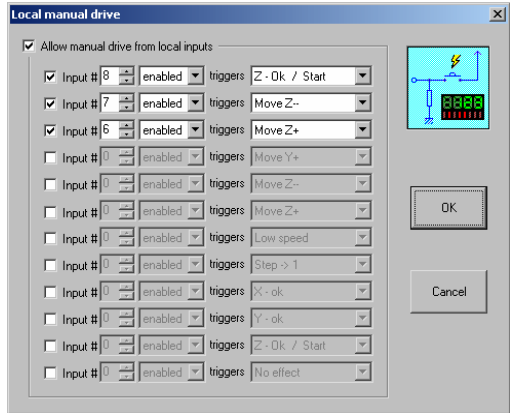 Local manual drive
Allow manual drive from local inputs
Input # 8 enabled triggers Z - Ok / Start
Input # 7 enabled triggers Move Z--
Input # 6 enabled triggers Move Z+
Input # 0 enabled triggers Move Y+
Input # 0 enabled triggers Move Z--
Input # 0 enabled triggers Move Z+
Input # 0 enabled triggers Low speed
Input # 0 enabled triggers Step -> 1
Input # 0 enabled triggers X - ok
Input # 0 enabled triggers Y - ok
Input # 0 enabled triggers Z - Ok / Start
Input # 0 enabled triggers No effect
8888
OK
Cancel